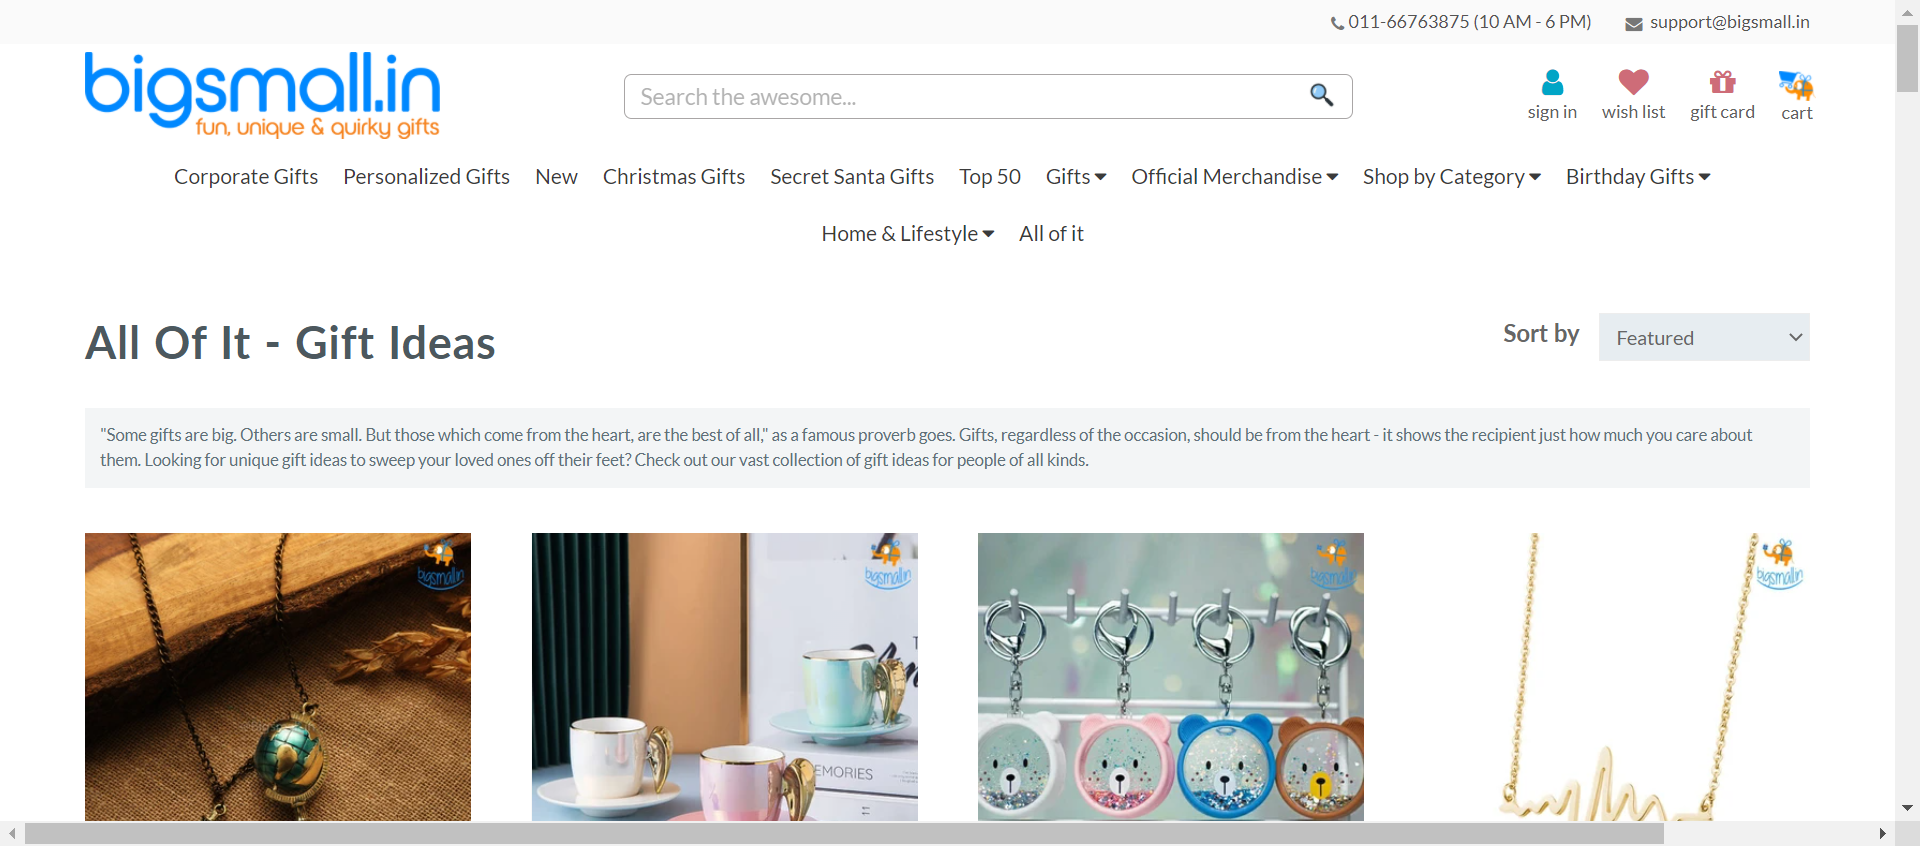 011-66763875 (10 AM - 6 PM) support@bigsmall.in
bigsmall.in
fun, unique & quirky gifts
Search the awesome...
sign in wish list gift card cart
Corporate Gifts Personalized Gifts New Christmas Gifts Secret Santa Gifts Top 50 Gifts Official Merchandise Shop by Category Birthday Gifts
Home & Lifestyle All of it
All Of It - Gift Ideas
Sort by Featured
"Some gifts are big. Others are small. But those which come from the heart, are the best of all," as a famous proverb goes. Gifts, regardless of the occasion, should be from the heart - it shows the recipient just how much you care about
them. Looking for unique gift ideas to sweep your loved ones off their feet? Check out our vast collection of gift ideas for people of all kinds.
bigsmall.in
bigsmall.in
bigsmall.in
bigsmall.in
EMORIES